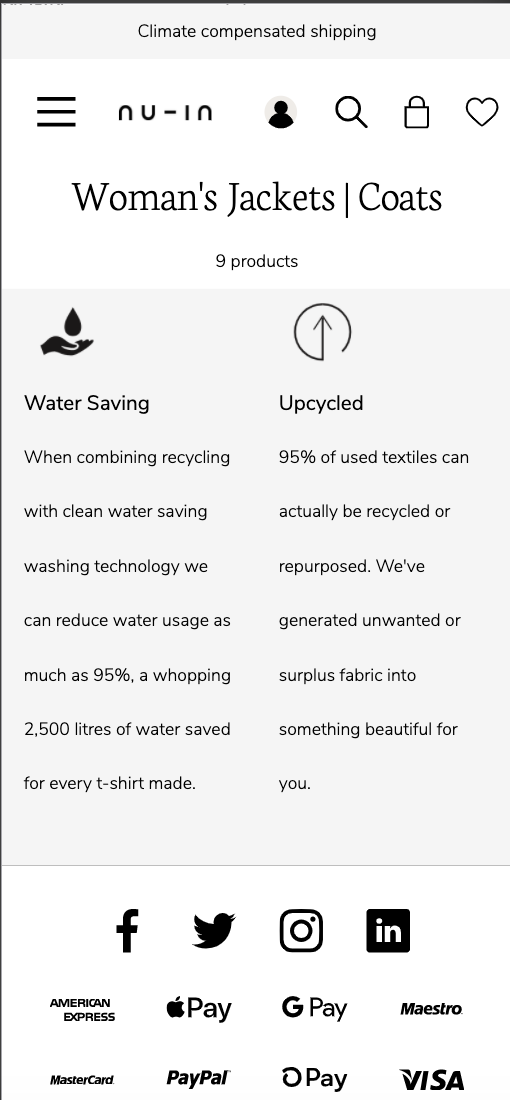 Climate compensated shipping
nu-in
Woman's Jackets | Coats
9 products
Water Saving
When combining recycling
with clean water saving
washing technology we
can reduce water usage as
much as 95%, a whopping
2,500 litres of water saved
for every t-shirt made.
Upcycled
95% of used textiles can
actually be recycled or
repurposed. We've
generated unwanted or
surplus fabric into
something beautiful for
you.
in
AMERICAN
EXPRESS
Pay
G Pay
Maestro
MasterCard
PayPal
Pay
VISA